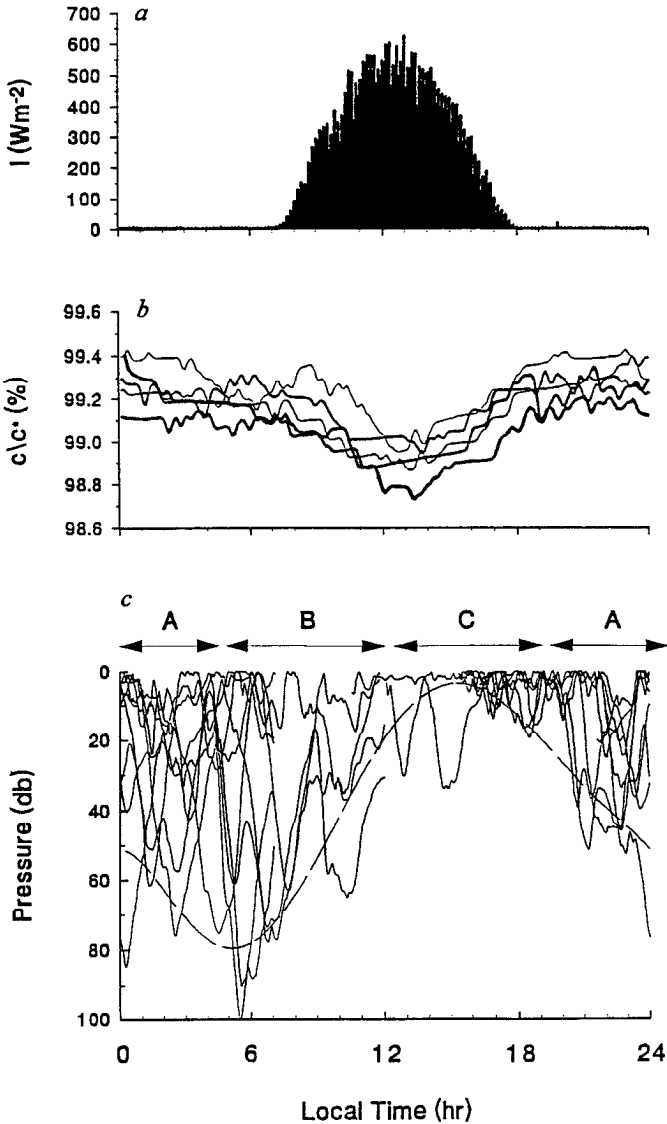 a
700
600
500
400
300
200
100
0
I (Wm-2)
b
99.6
99.4
99.2
99.0
98.8
98.6
c\c* (%)
c
A B C A
0
20
40
60
80
100
Pressure (db)
0 6 12 18 24
Local Time (hr)